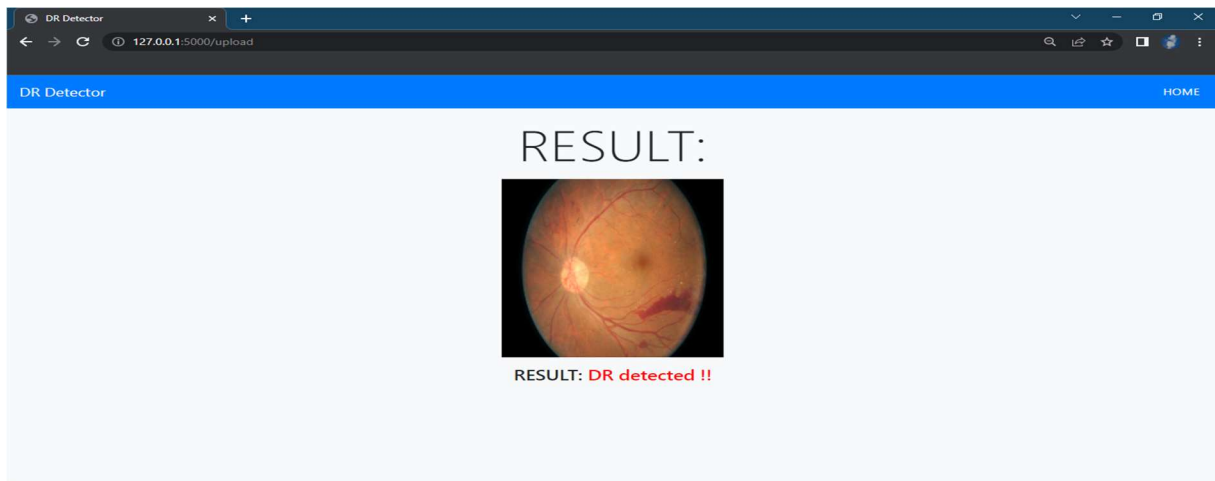 DR Detector
127.0.0.1:5000/upload
DR Detector HOME
RESULT:
RESULT: DR detected !!